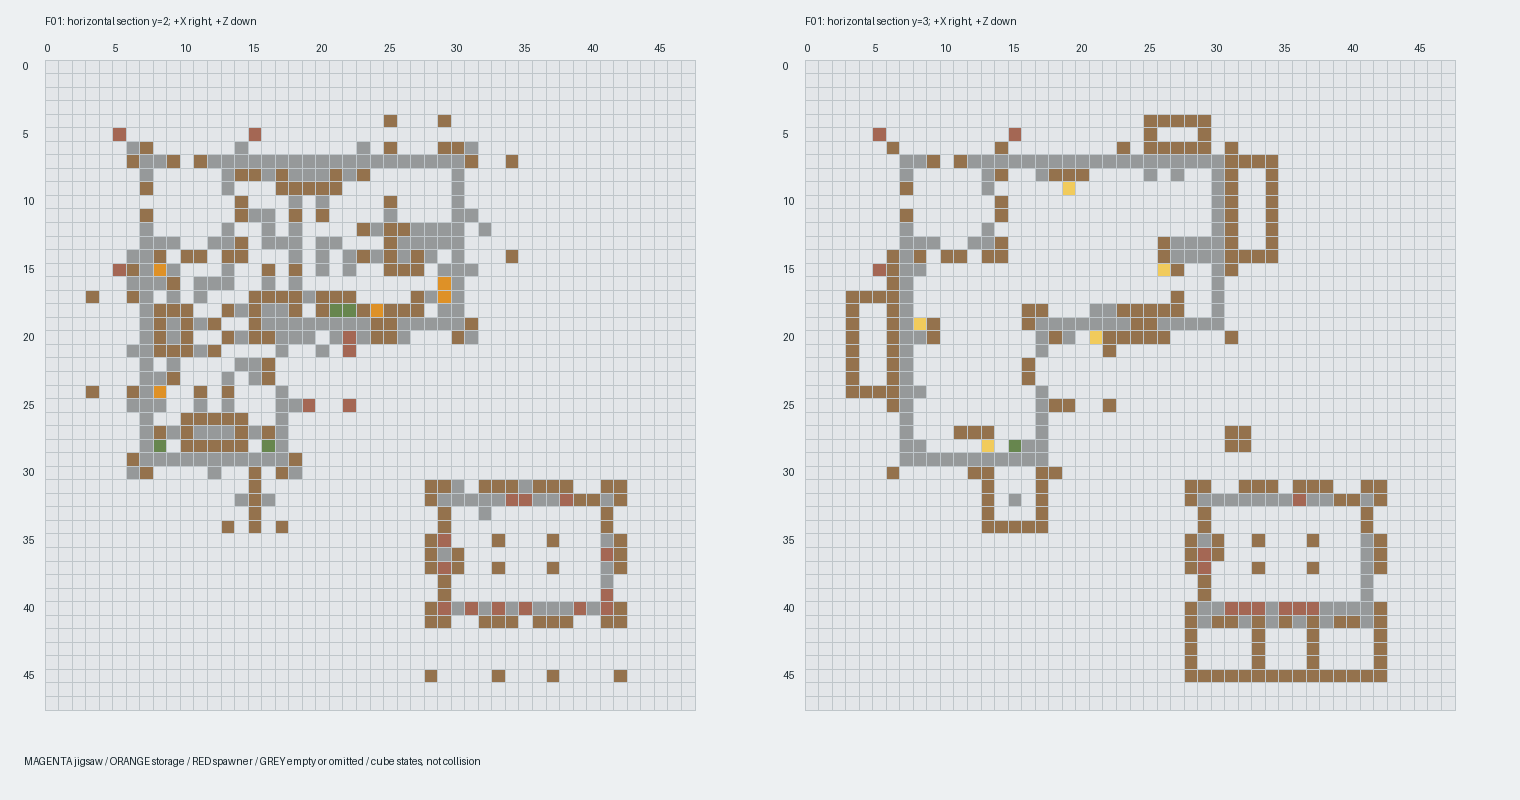 F01: horizontal section y=2; +X right, +Z down
F01: horizontal section y=3; +X right, +Z down
0 5 10 15 20 25 30 35 40 45
0 5 10 15 20 25 30 35 40 45
0 0
5 5
10 10
15 15
20 20
25 25
30 30
35 35
40 40
45 45
MAGENTA jigsaw / ORANGE storage / RED spawner / GREY empty or omitted / cube states, not collision